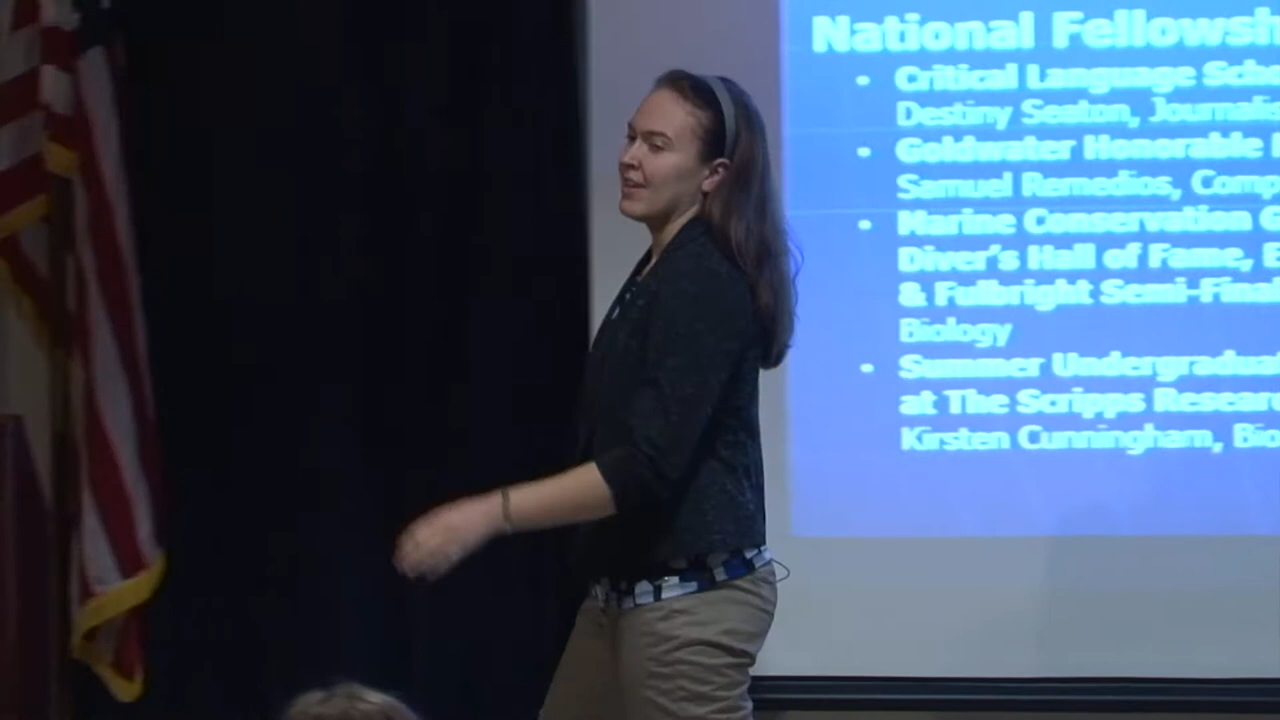 National Fellowsh
• Critical Language Scho
Destiny Seaton, Journalis
• Goldwater Honorable
Samuel Remedios, Comp
• Marine Conservation G
Diver's Hall of Fame, E
& Fulbright Semi-Final
Biology
• Summer Undergraduat
at The Scripps Researc
Kirsten Cunningham, Bio